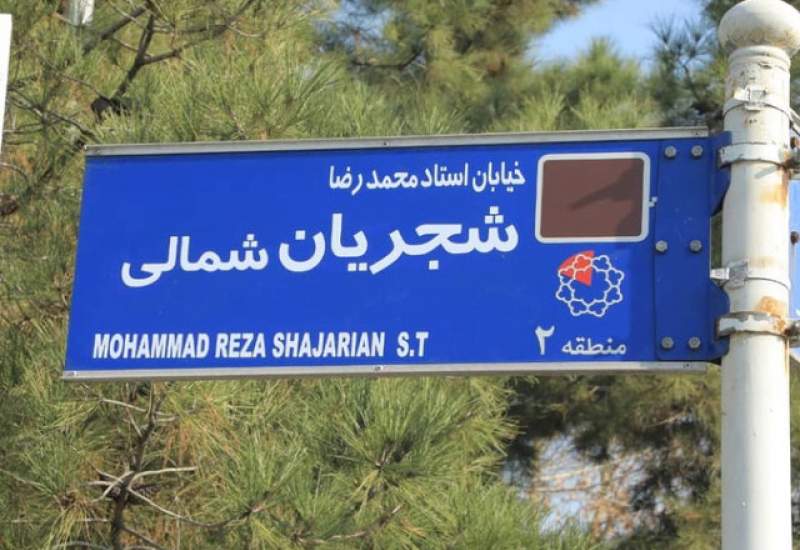 خیابان استاد محمد رضا
شجریان شمالی
MOHAMMAD REZA SHAJARIAN S.T
منطقه ۲